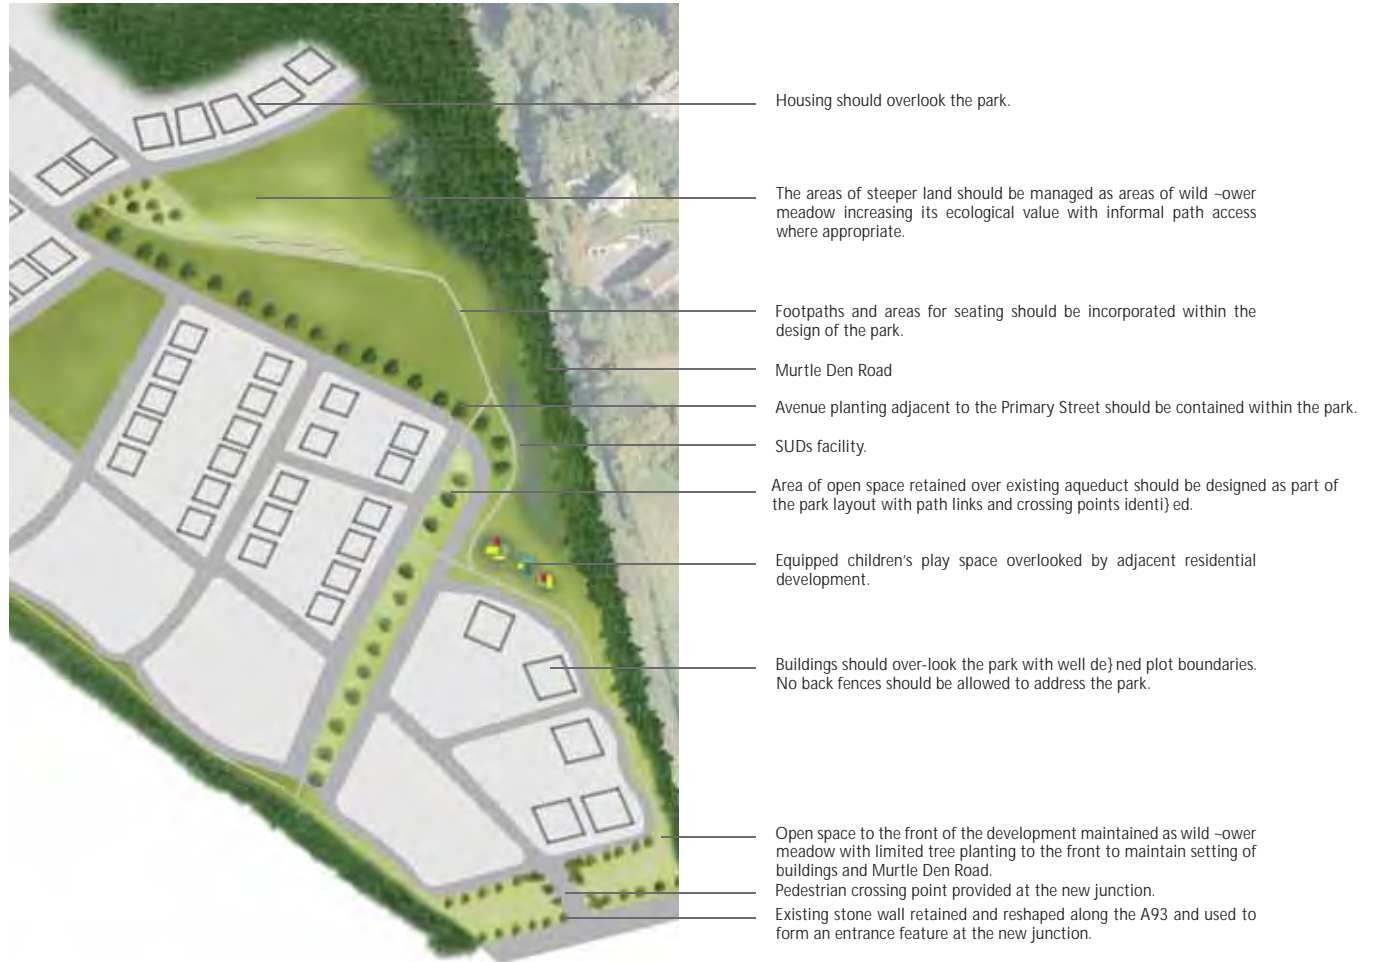 Housing should overlook the park.
The areas of steeper land should be managed as areas of wild ~ower
meadow increasing its ecological value with informal path access
where appropriate.
Footpaths and areas for seating should be incorporated within the
design of the park.
Murtle Den Road
Avenue planting adjacent to the Primary Street should be contained within the park.
SUDs facility.
Area of open space retained over existing aqueduct should be designed as part of
the park layout with path links and crossing points identi} ed.
Equipped children's play space overlooked by adjacent residential
development.
Buildings should over-look the park with well de} ned plot boundaries.
No back fences should be allowed to address the park.
Open space to the front of the development maintained as wild ~ower
meadow with limited tree planting to the front to maintain setting of
buildings and Murtle Den Road.
Pedestrian crossing point provided at the new junction.
Existing stone wall retained and reshaped along the A93 and used to
form an entrance feature at the new junction.